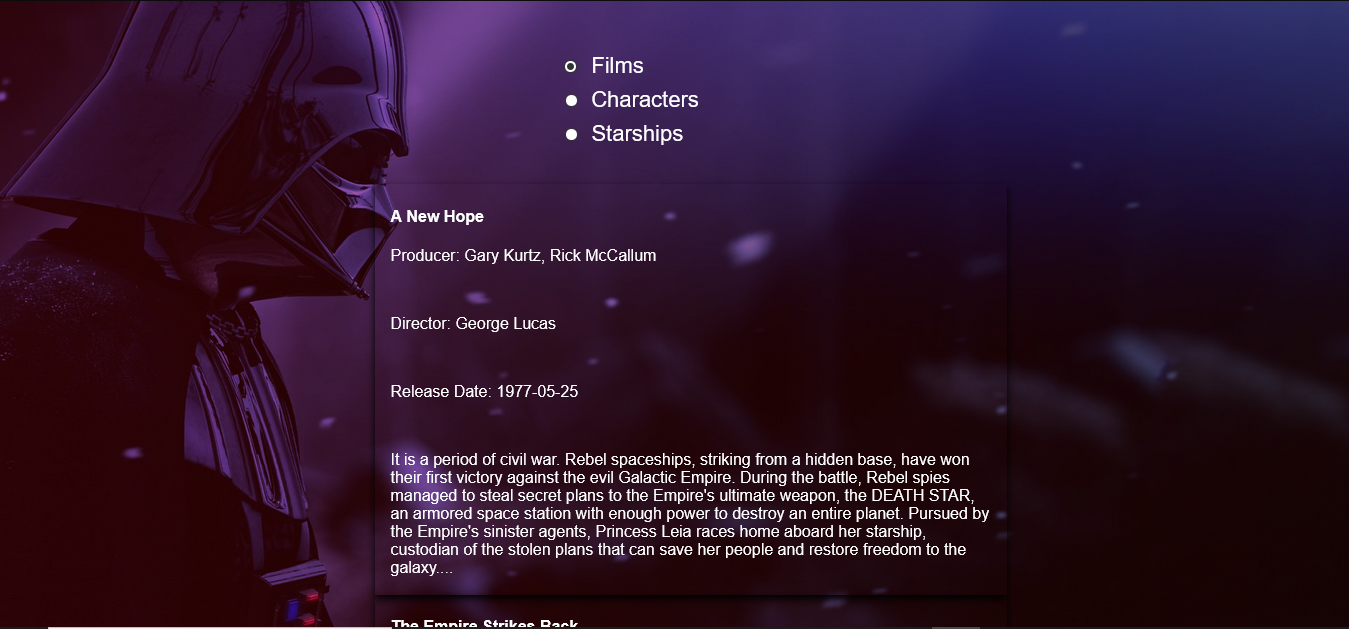 Films
Characters
Starships
A New Hope
Producer: Gary Kurtz, Rick McCallum
Director: George Lucas
Release Date: 1977-05-25
It is a period of civil war. Rebel spaceships, striking from a hidden base, have won
their first victory against the evil Galactic Empire. During the battle, Rebel spies
managed to steal secret plans to the Empire's ultimate weapon, the DEATH STAR,
an armored space station with enough power to destroy an entire planet. Pursued by
the Empire's sinister agents, Princess Leia races home aboard her starship,
custodian of the stolen plans that can save her people and restore freedom to the
galaxy....
The Empire Strikes Back